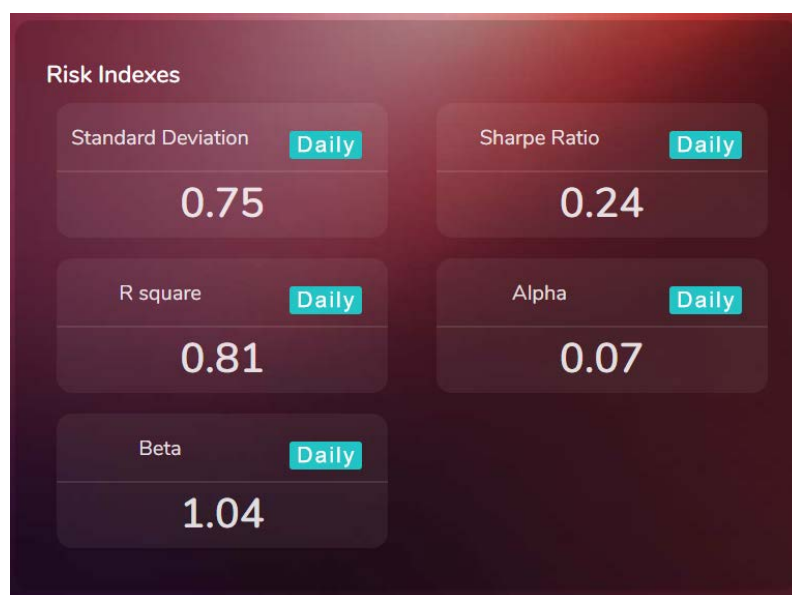 Risk Indexes
Standard Deviation Daily
0.75
Sharpe Ratio Daily
0.24
R square Daily
0.81
Alpha Daily
0.07
Beta Daily
1.04